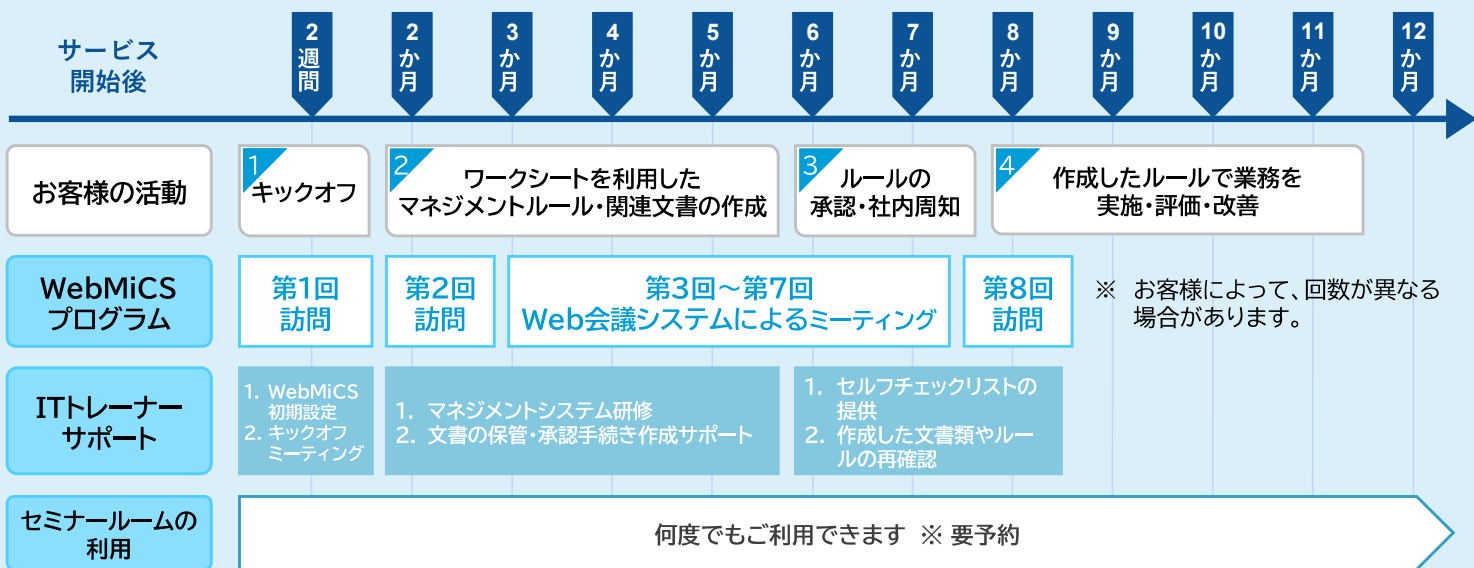 サービス
開始後
2週間
2か月
3か月
4か月
5か月
6か月
7か月
8か月
9か月
10か月
11か月
12か月
お客様の活動
1
キックオフ
2
ワークシートを利用した
マネジメントルール・関連文書の作成
3
ルールの
承認・社内周知
4
作成したルールで業務を
実施・評価・改善
WebMiCS
プログラム
第1回
訪問
第2回
訪問
第3回～第7回
Web会議システムによるミーティング
第8回
訪問
※ お客様によって、回数が異なる
場合があります。
ITトレーナー
サポート
1. WebMiCS
初期設定
2. キックオフ
ミーティング
1. マネジメントシステム研修
2. 文書の保管・承認手続き作成サポート
1. セルフチェックリストの
提供
2. 作成した文書類やルー
ルの再確認
セミナールームの
利用
何度でもご利用できます ※ 要予約